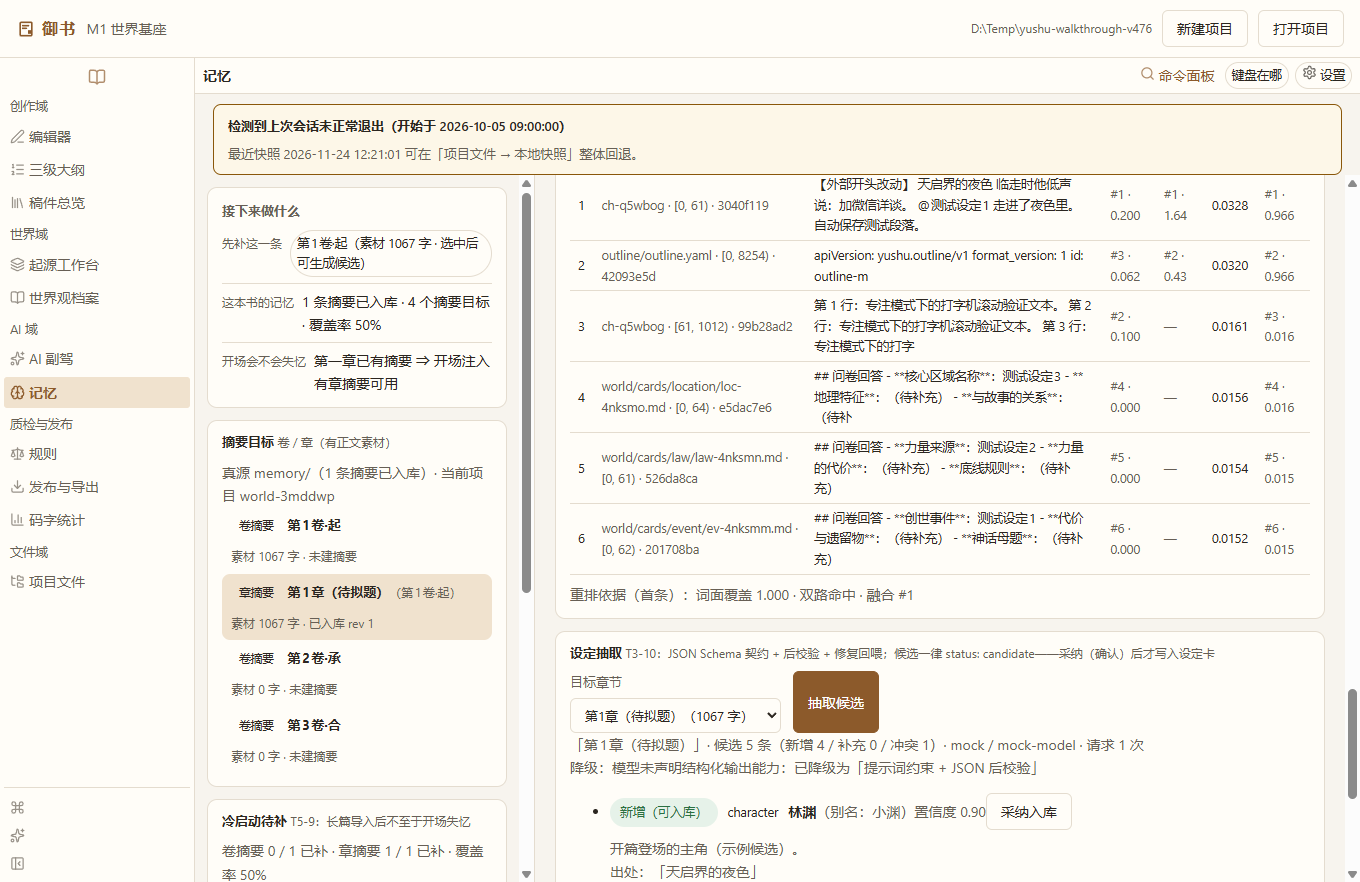 御书 M1 世界基座
D:\Temp\yushu-walkthrough-v476 新建项目 打开项目
创作域
编辑器
三级大纲
稿件总览
世界域
起源工作台
世界观档案
AI 域
AI 副驾
记忆
质检与发布
规则
发布与导出
码字统计
文件域
项目文件
记忆
命令面板 键盘在哪 设置
检测到上次会话未正常退出（开始于 2026-10-05 09:00:00）
最近快照 2026-11-24 12:21:01 可在「项目文件 → 本地快照」整体回退。
接下来做什么
先补这一条 第1卷·起（素材 1067 字 · 选中后
可生成候选）
这本书的记忆 1 条摘要已入库 · 4 个摘要目标
· 覆盖率 50%
开场会不会失忆 第一章已有摘要 ⇒ 开场注入
有章摘要可用
摘要目标 卷 / 章（有正文素材）
真源 memory/（1 条摘要已入库）· 当前项
目 world-3mddwp
卷摘要 第1卷·起
素材 1067 字 · 未建摘要
章摘要 第1章（待拟题） （第1卷·起）
素材 1067 字 · 已入库 rev 1
卷摘要 第2卷·承
素材 0 字 · 未建摘要
卷摘要 第3卷·合
素材 0 字 · 未建摘要
冷启动待补 T5-9：长篇导入后不至于开场失忆
卷摘要 0 / 1 已补 · 章摘要 1 / 1 已补 · 覆盖
率 50%
【外部开头改动】 天启界的夜色 临走时他低声
说：加微信详谈。 @测试设定1 走进了夜色里。
自动保存测试段落。
1 ch-q5wbog · [0, 61) · 3040f119
#1 · 0.200 #1 · 1.64 0.0328 #1 · 0.966
2 outline/outline.yaml · [0, 8254) ·
42093e5d
apiVersion: yushu.outline/v1 format_version: 1 id:
outline-m
#3 · 0.062 #2 · 0.43 0.0320 #2 · 0.966
3 ch-q5wbog · [61, 1012) · 99b28ad2
第 1 行：专注模式下的打字机滚动验证文本。 第 2
行：专注模式下的打字机滚动验证文本。 第 3 行：
专注模式下的打字
#2 · 0.100 — 0.0161 #3 · 0.016
4 world/cards/location/loc-
4nksmo.md · [0, 64) · e5dac7e6
## 问卷回答 - **核心区域名称**：测试设定3 - **
地理特征**：（待补充） - **与故事的关系**：
（待补
#4 · 0.000 — 0.0156 #4 · 0.016
5 world/cards/law/law-4nksmn.md ·
[0, 61) · 526da8ca
## 问卷回答 - **力量来源**：测试设定2 - **力量
的代价**：（待补充） - **底线规则**：（待补
充）
#5 · 0.000 — 0.0154 #5 · 0.015
6 world/cards/event/ev-4nksmm.md ·
[0, 62) · 201708ba
## 问卷回答 - **创世事件**：测试设定1 - **代价
与遗留物**：（待补充） - **神话母题**：（待补
充）
#6 · 0.000 — 0.0152 #6 · 0.015
重排依据（首条）：词面覆盖 1.000 · 双路命中 · 融合 #1
设定抽取 T3-10：JSON Schema 契约 + 后校验 + 修复回喂；候选一律 status: candidate——采纳（确认）后才写入设定卡
目标章节
第1章（待拟题）（1067 字） 抽取候选
「第1章（待拟题）」· 候选 5 条（新增 4 / 补充 0 / 冲突 1）· mock / mock-model · 请求 1 次
降级：模型未声明结构化输出能力：已降级为「提示词约束 + JSON 后校验」
• 新增（可入库） character 林渊（别名：小渊）置信度 0.90 采纳入库
开篇登场的主角（示例候选）。
出处：「天启界的夜色」